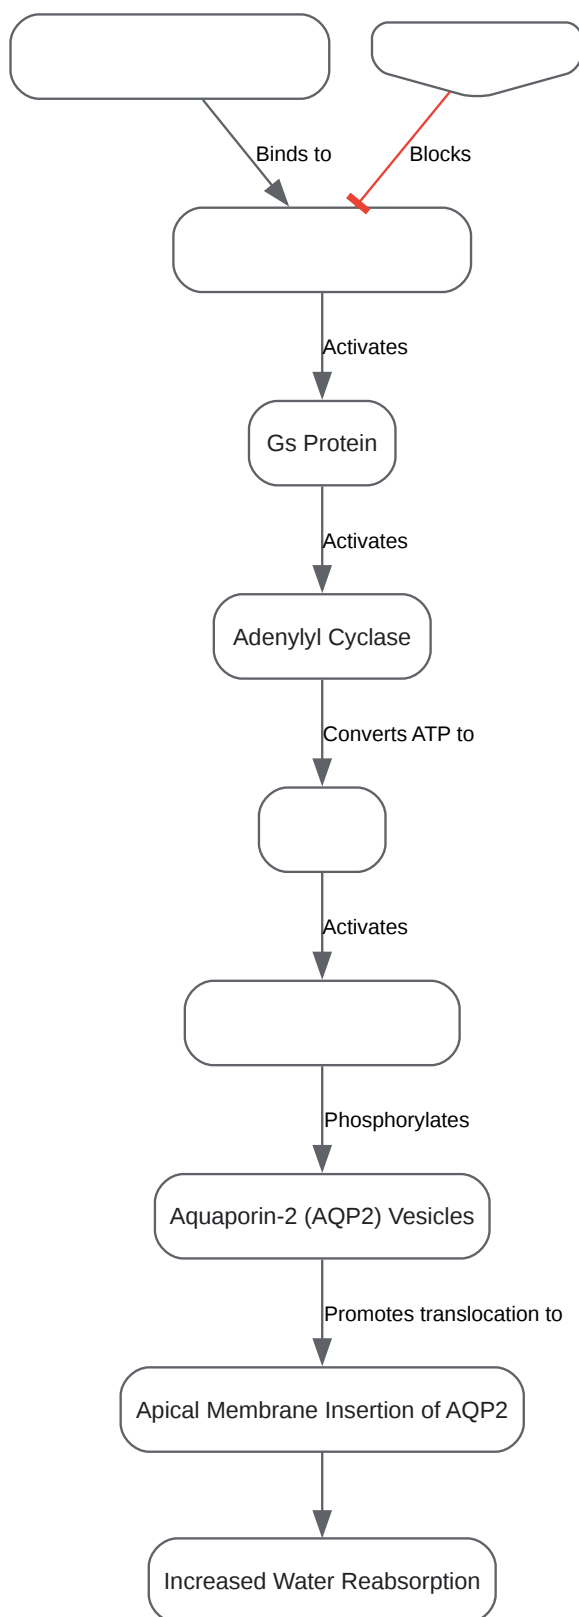 Binds to
Blocks
Activates
Gs Protein
Activates
Adenylyl Cyclase
Converts ATP to
Activates
Phosphorylates
Aquaporin-2 (AQP2) Vesicles
Promotes translocation to
Apical Membrane Insertion of AQP2
Increased Water Reabsorption